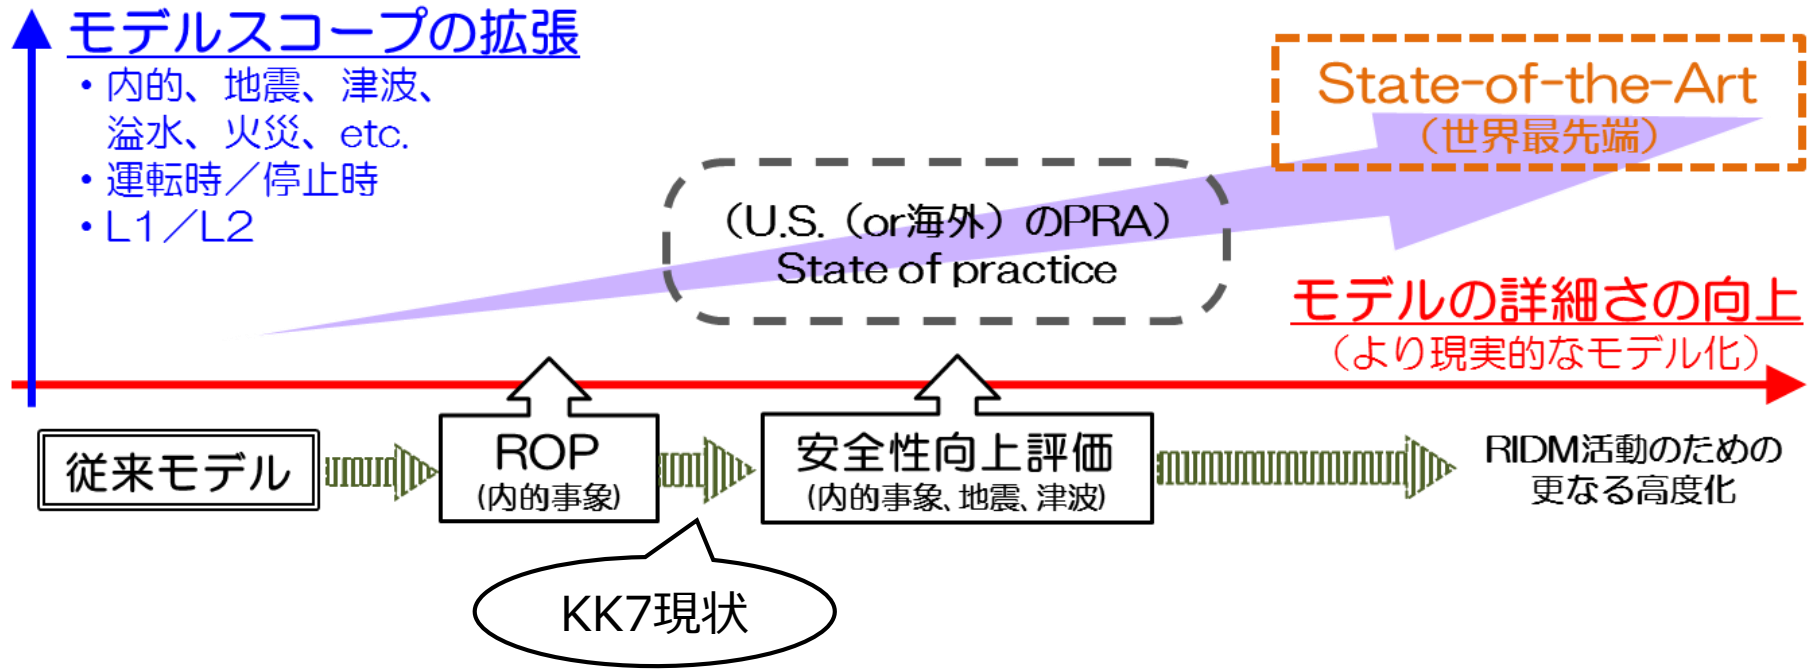 モデルスコープの拡張
・内的、地震、津波、
溢水、火災、etc.
・運転時／停止時
・L1／L2
State-of-the-Art
（世界最先端）
（U.S.（or海外）のPRA）
State of practice
モデルの詳細さの向上
（より現実的なモデル化）
従来モデル
ROP
(内的事象)
安全性向上評価
(内的事象、地震、津波)
RIDM活動のための
更なる高度化
KK7現状